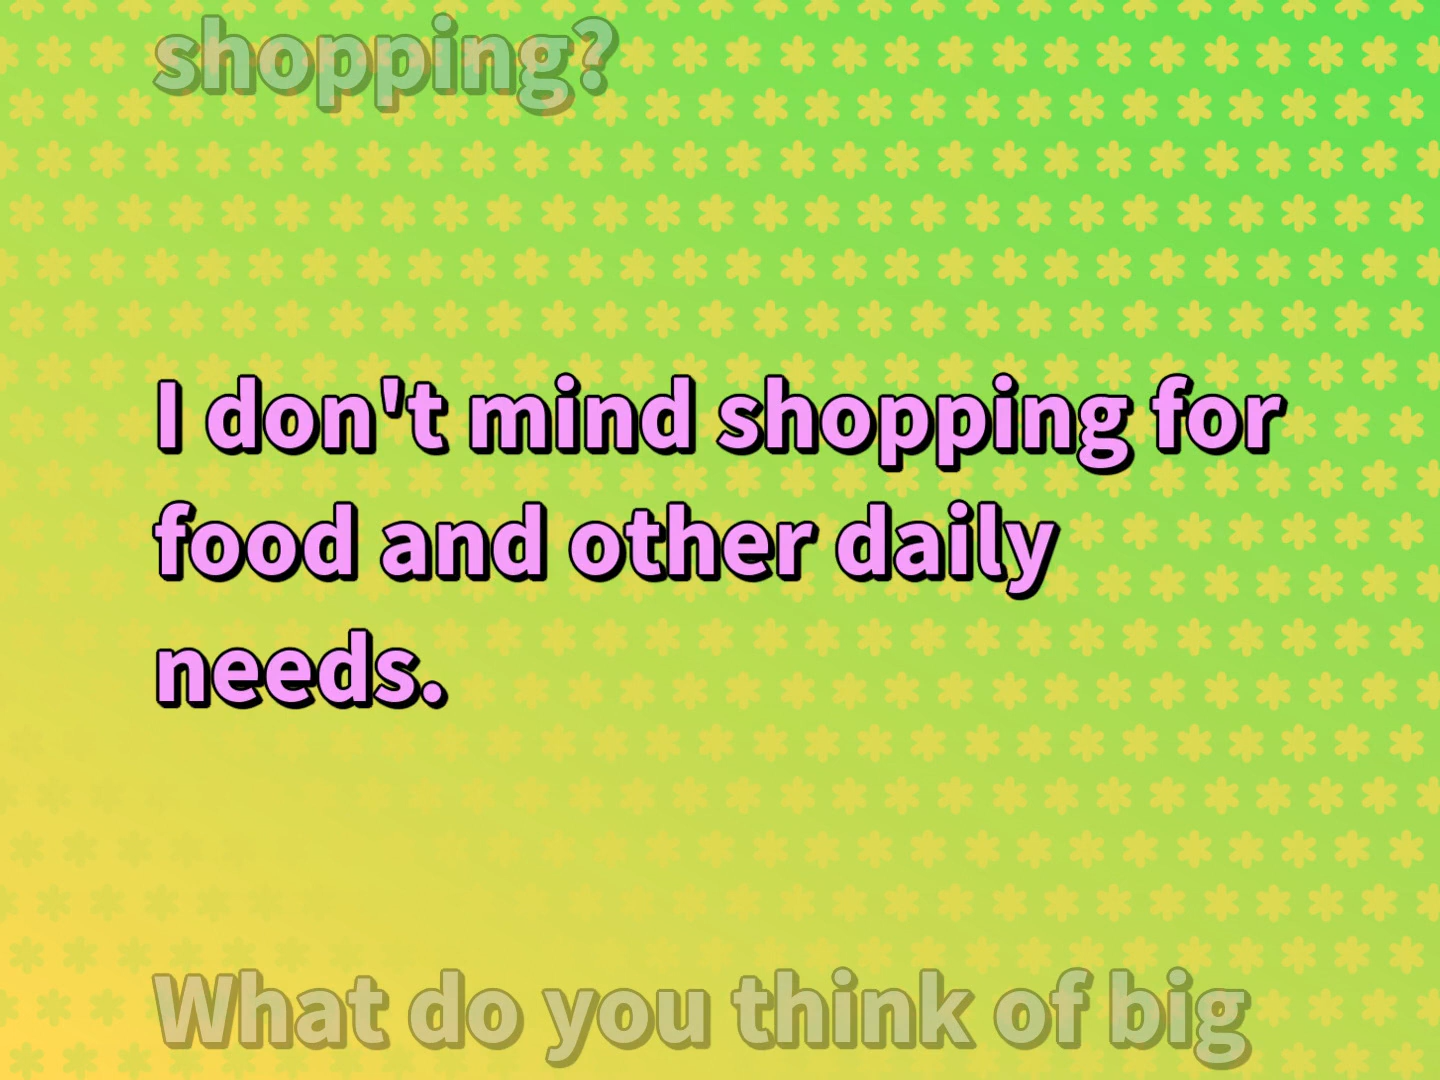 shopping?
I don't mind shopping for
food and other daily
needs.
What do you think of big